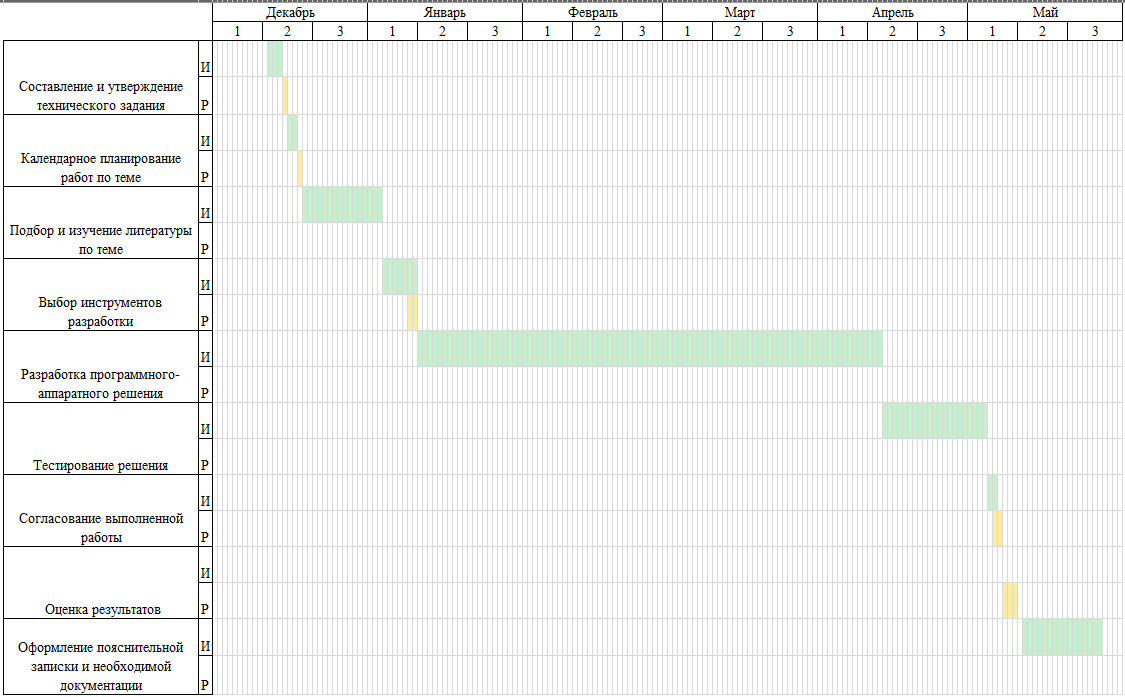 Декабрь Январь Февраль Март Апрель Май
1 2 3 1 2 3 1 2 3 1 2 3 1 2 3 1 2 3
Составление и утверждение
технического задания
И
Р
Календарное планирование
работ по теме
И
Р
Подбор и изучение литературы
по теме
И
Р
Выбор инструментов
разработки
И
Р
Разработка программного-
аппаратного решения
И
Р
Тестирование решения
И
Р
Согласование выполненной
работы
И
Р
Оценка результатов
И
Р
Оформление пояснительной
записки и необходимой
документации
И
Р